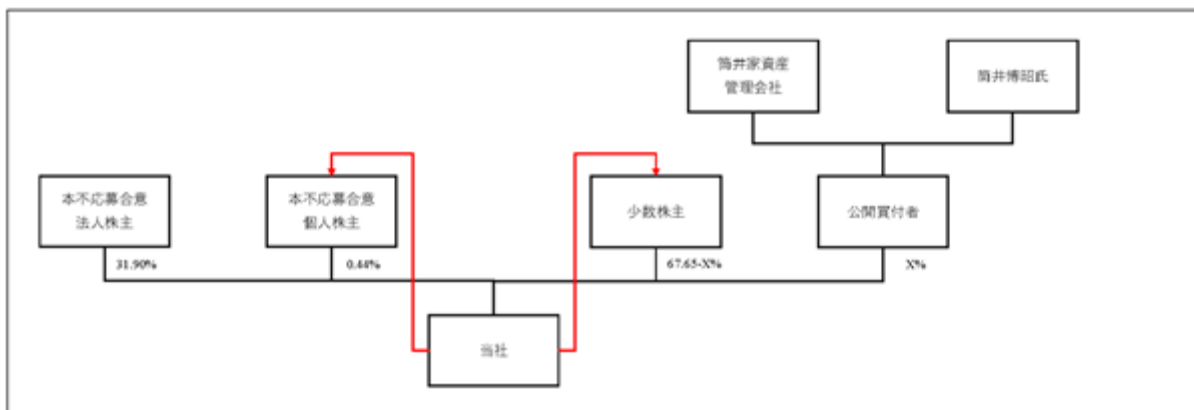 筒井家資産
管理会社
筒井博昭氏
本不応募合意
法人株主
本不応募合意
個人株主
少数株主
公開買付者
31.90%
0.44%
67.65-X%
X%
当社